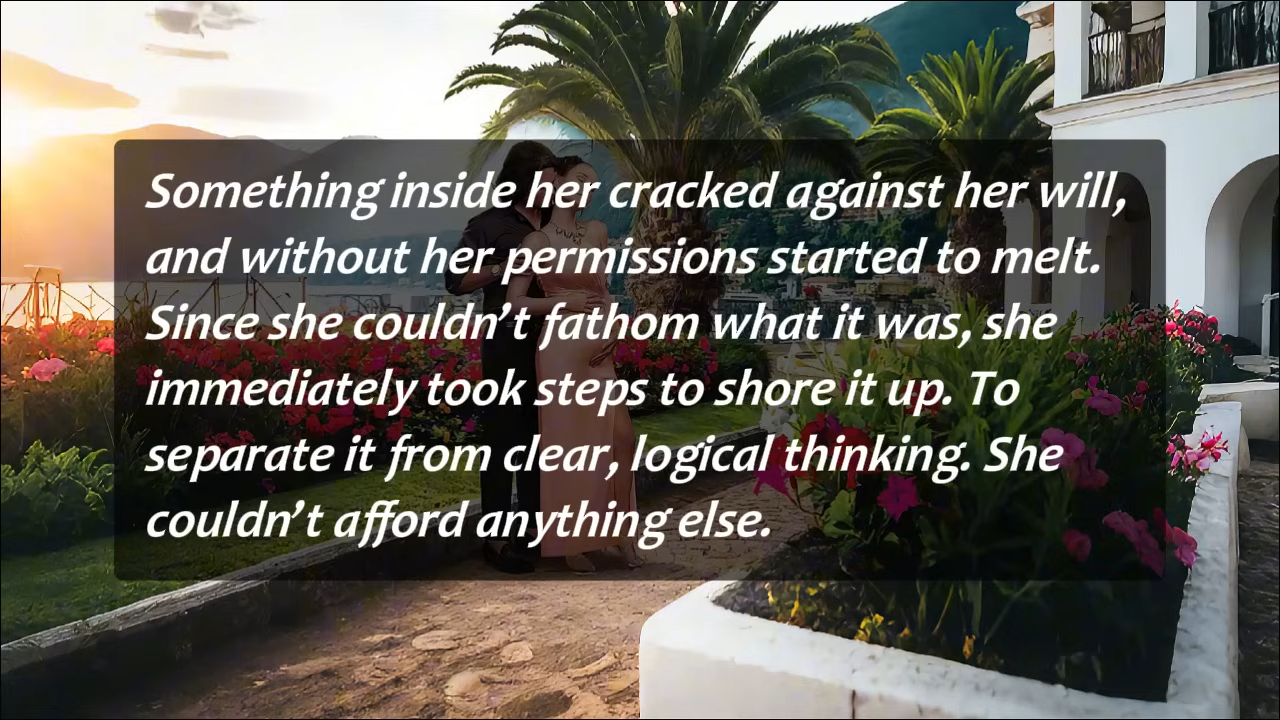 Something inside her cracked against her will,
and without her permissions started to melt.
Since she couldn’t fathom what it was, she
immediately took steps to shore it up. To
separate it from clear, logical thinking. She
couldn’t afford anything else.